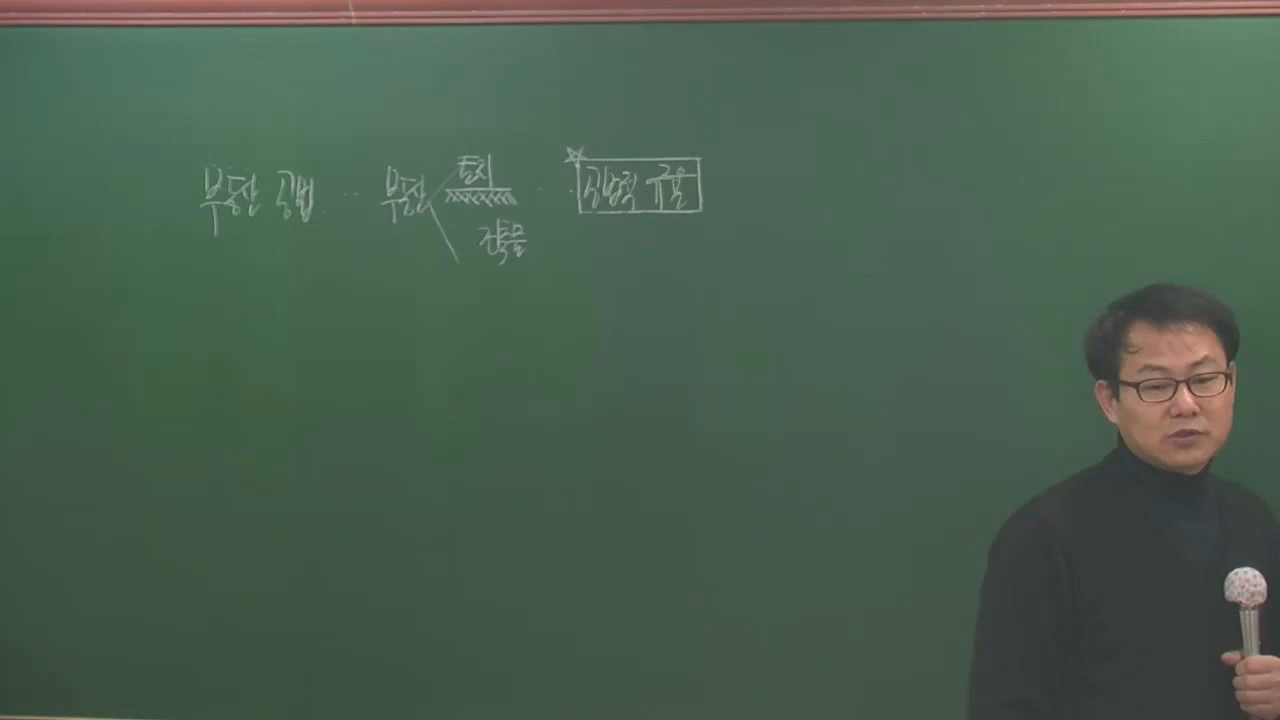 부동산 공법 ·· 부동산 토지 ·· ☆ 공법적 규율
건축물